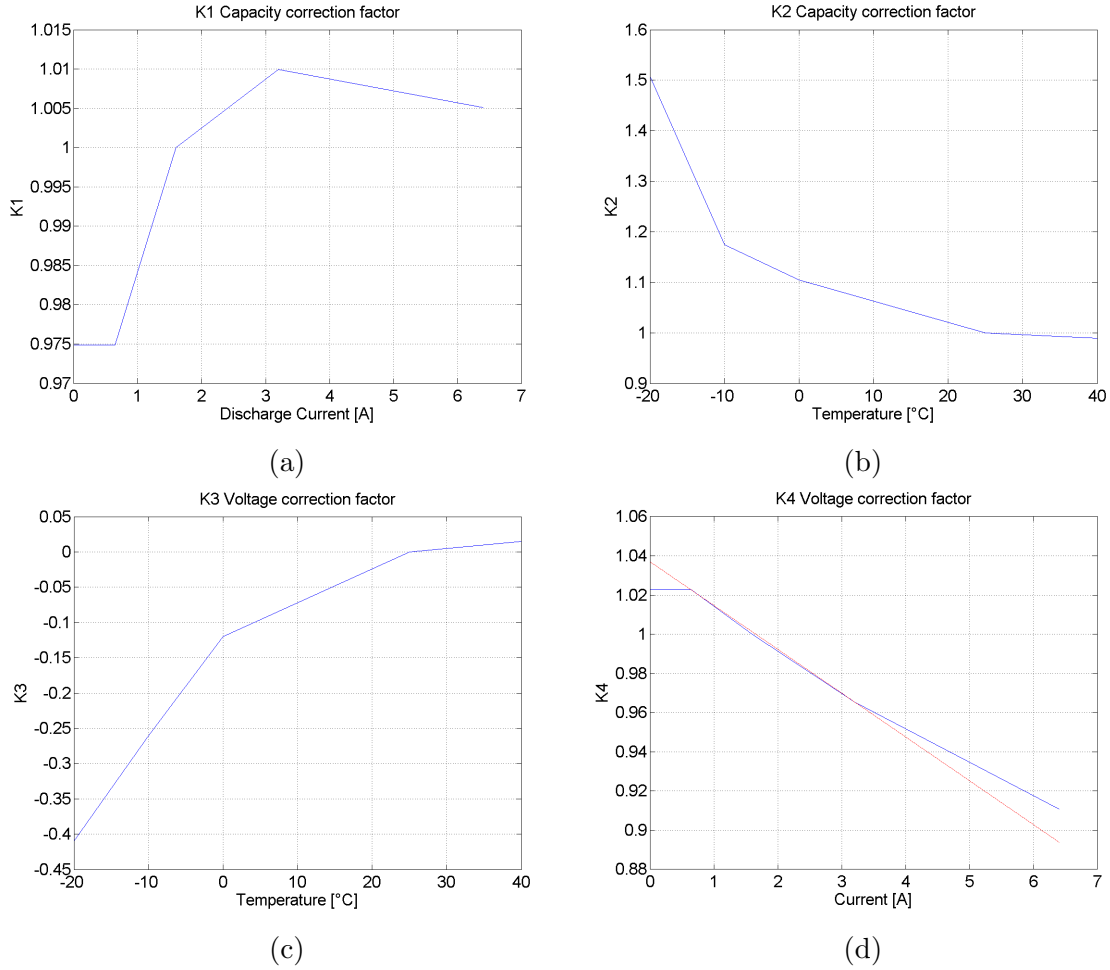 K1 Capacity correction factor
1.015
1.01
1.005
1
0.995
0.99
0.985
0.98
0.975
0.97
K1
0 1 2 3 4 5 6 7
Discharge Current [A]
(a)
K2 Capacity correction factor
1.6
1.5
1.4
1.3
1.2
1.1
1
0.9
K2
-20 -10 0 10 20 30 40
Temperature [°C]
(b)
K3 Voltage correction factor
0.05
0
-0.05
-0.1
-0.15
-0.2
-0.25
-0.3
-0.35
-0.4
-0.45
K3
-20 -10 0 10 20 30 40
Temperature [°C]
(c)
K4 Voltage correction factor
1.06
1.04
1.02
1
0.98
0.96
0.94
0.92
0.9
0.88
K4
0 1 2 3 4 5 6 7
Current [A]
(d)